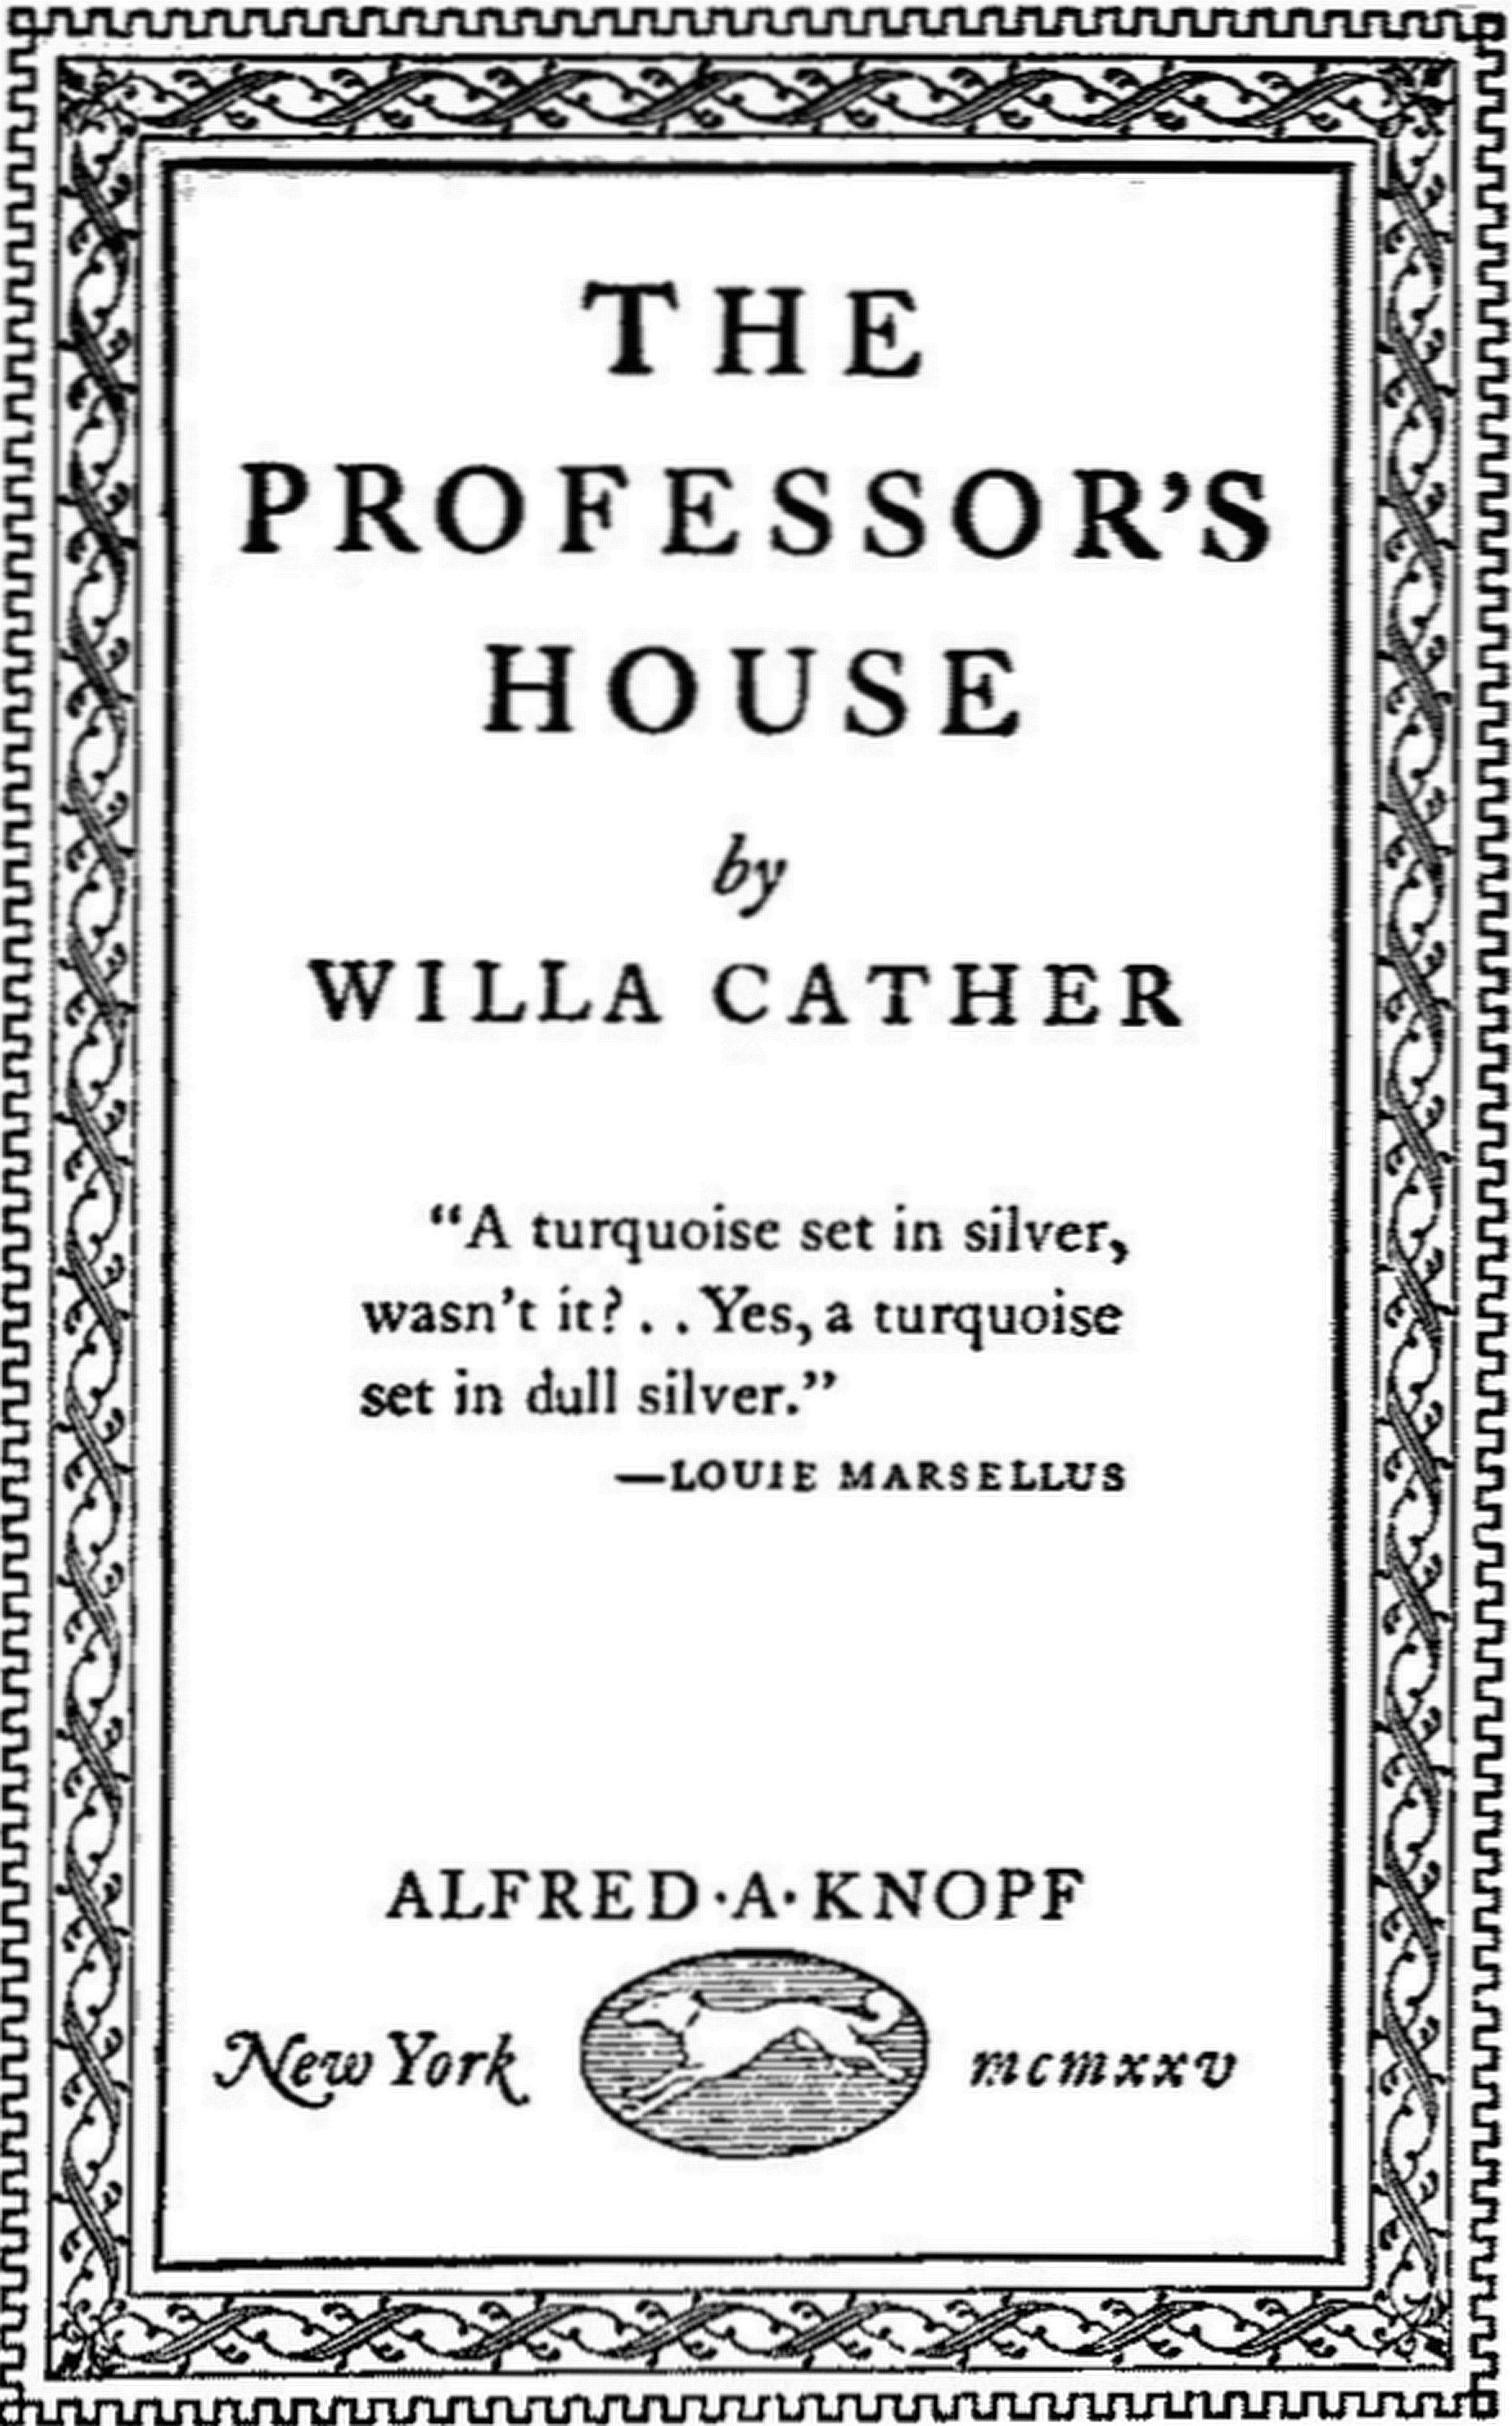 THE
PROFESSOR’S
HOUSE
by
WILLA CATHER
“A turquoise set in silver,
wasn’t it? . . Yes, a turquoise
set in dull silver.”
—LOUIE MARSELLUS
ALFRED·A·KNOPF
New York mcmxxv